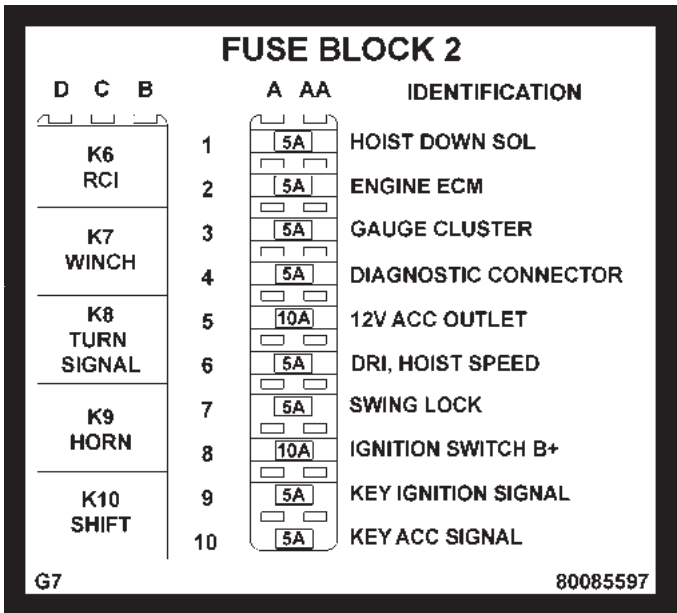 FUSE BLOCK 2
D C B A AA IDENTIFICATION
K6
RCI
K7
WINCH
K8
TURN
SIGNAL
K9
HORN
K10
SHIFT
1 5A HOIST DOWN SOL
2 5A ENGINE ECM
3 5A GAUGE CLUSTER
4 5A DIAGNOSTIC CONNECTOR
5 10A 12V ACC OUTLET
6 5A DRI, HOIST SPEED
7 5A SWING LOCK
8 10A IGNITION SWITCH B+
9 5A KEY IGNITION SIGNAL
10 5A KEY ACC SIGNAL
G7 80085597